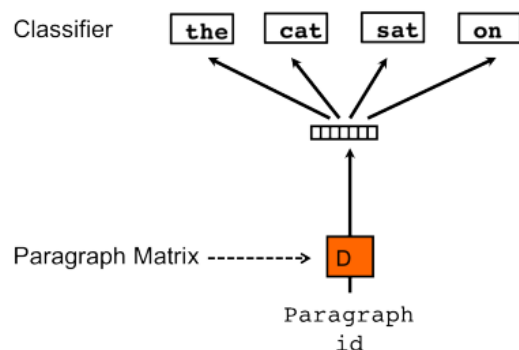 Classifier the cat sat on
Paragraph Matrix D
Paragraph
id